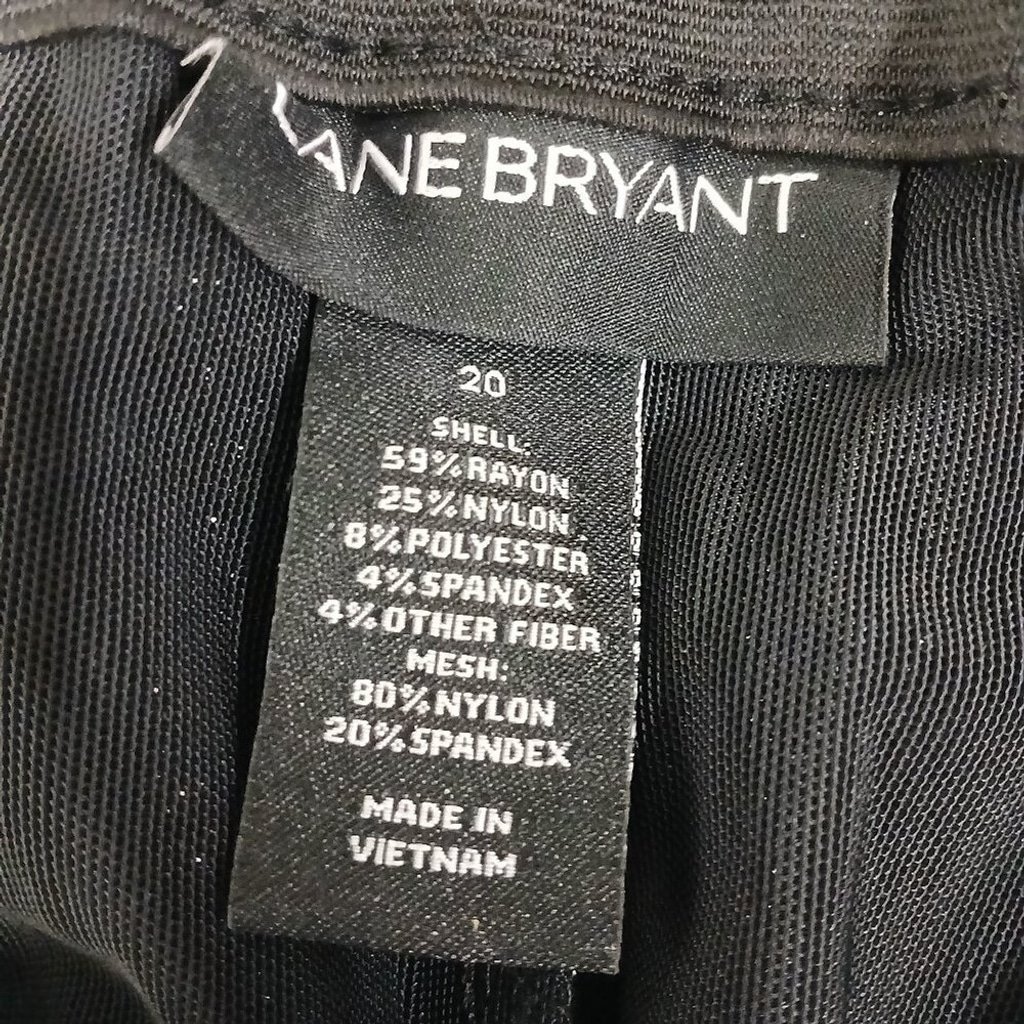 LANE BRYANT
20
SHELL:
59%RAYON
25%NYLON
8%POLYESTER
4%SPANDEX
4%OTHER FIBER
MESH:
80%NYLON
20%SPANDEX
MADE IN
VIETNAM